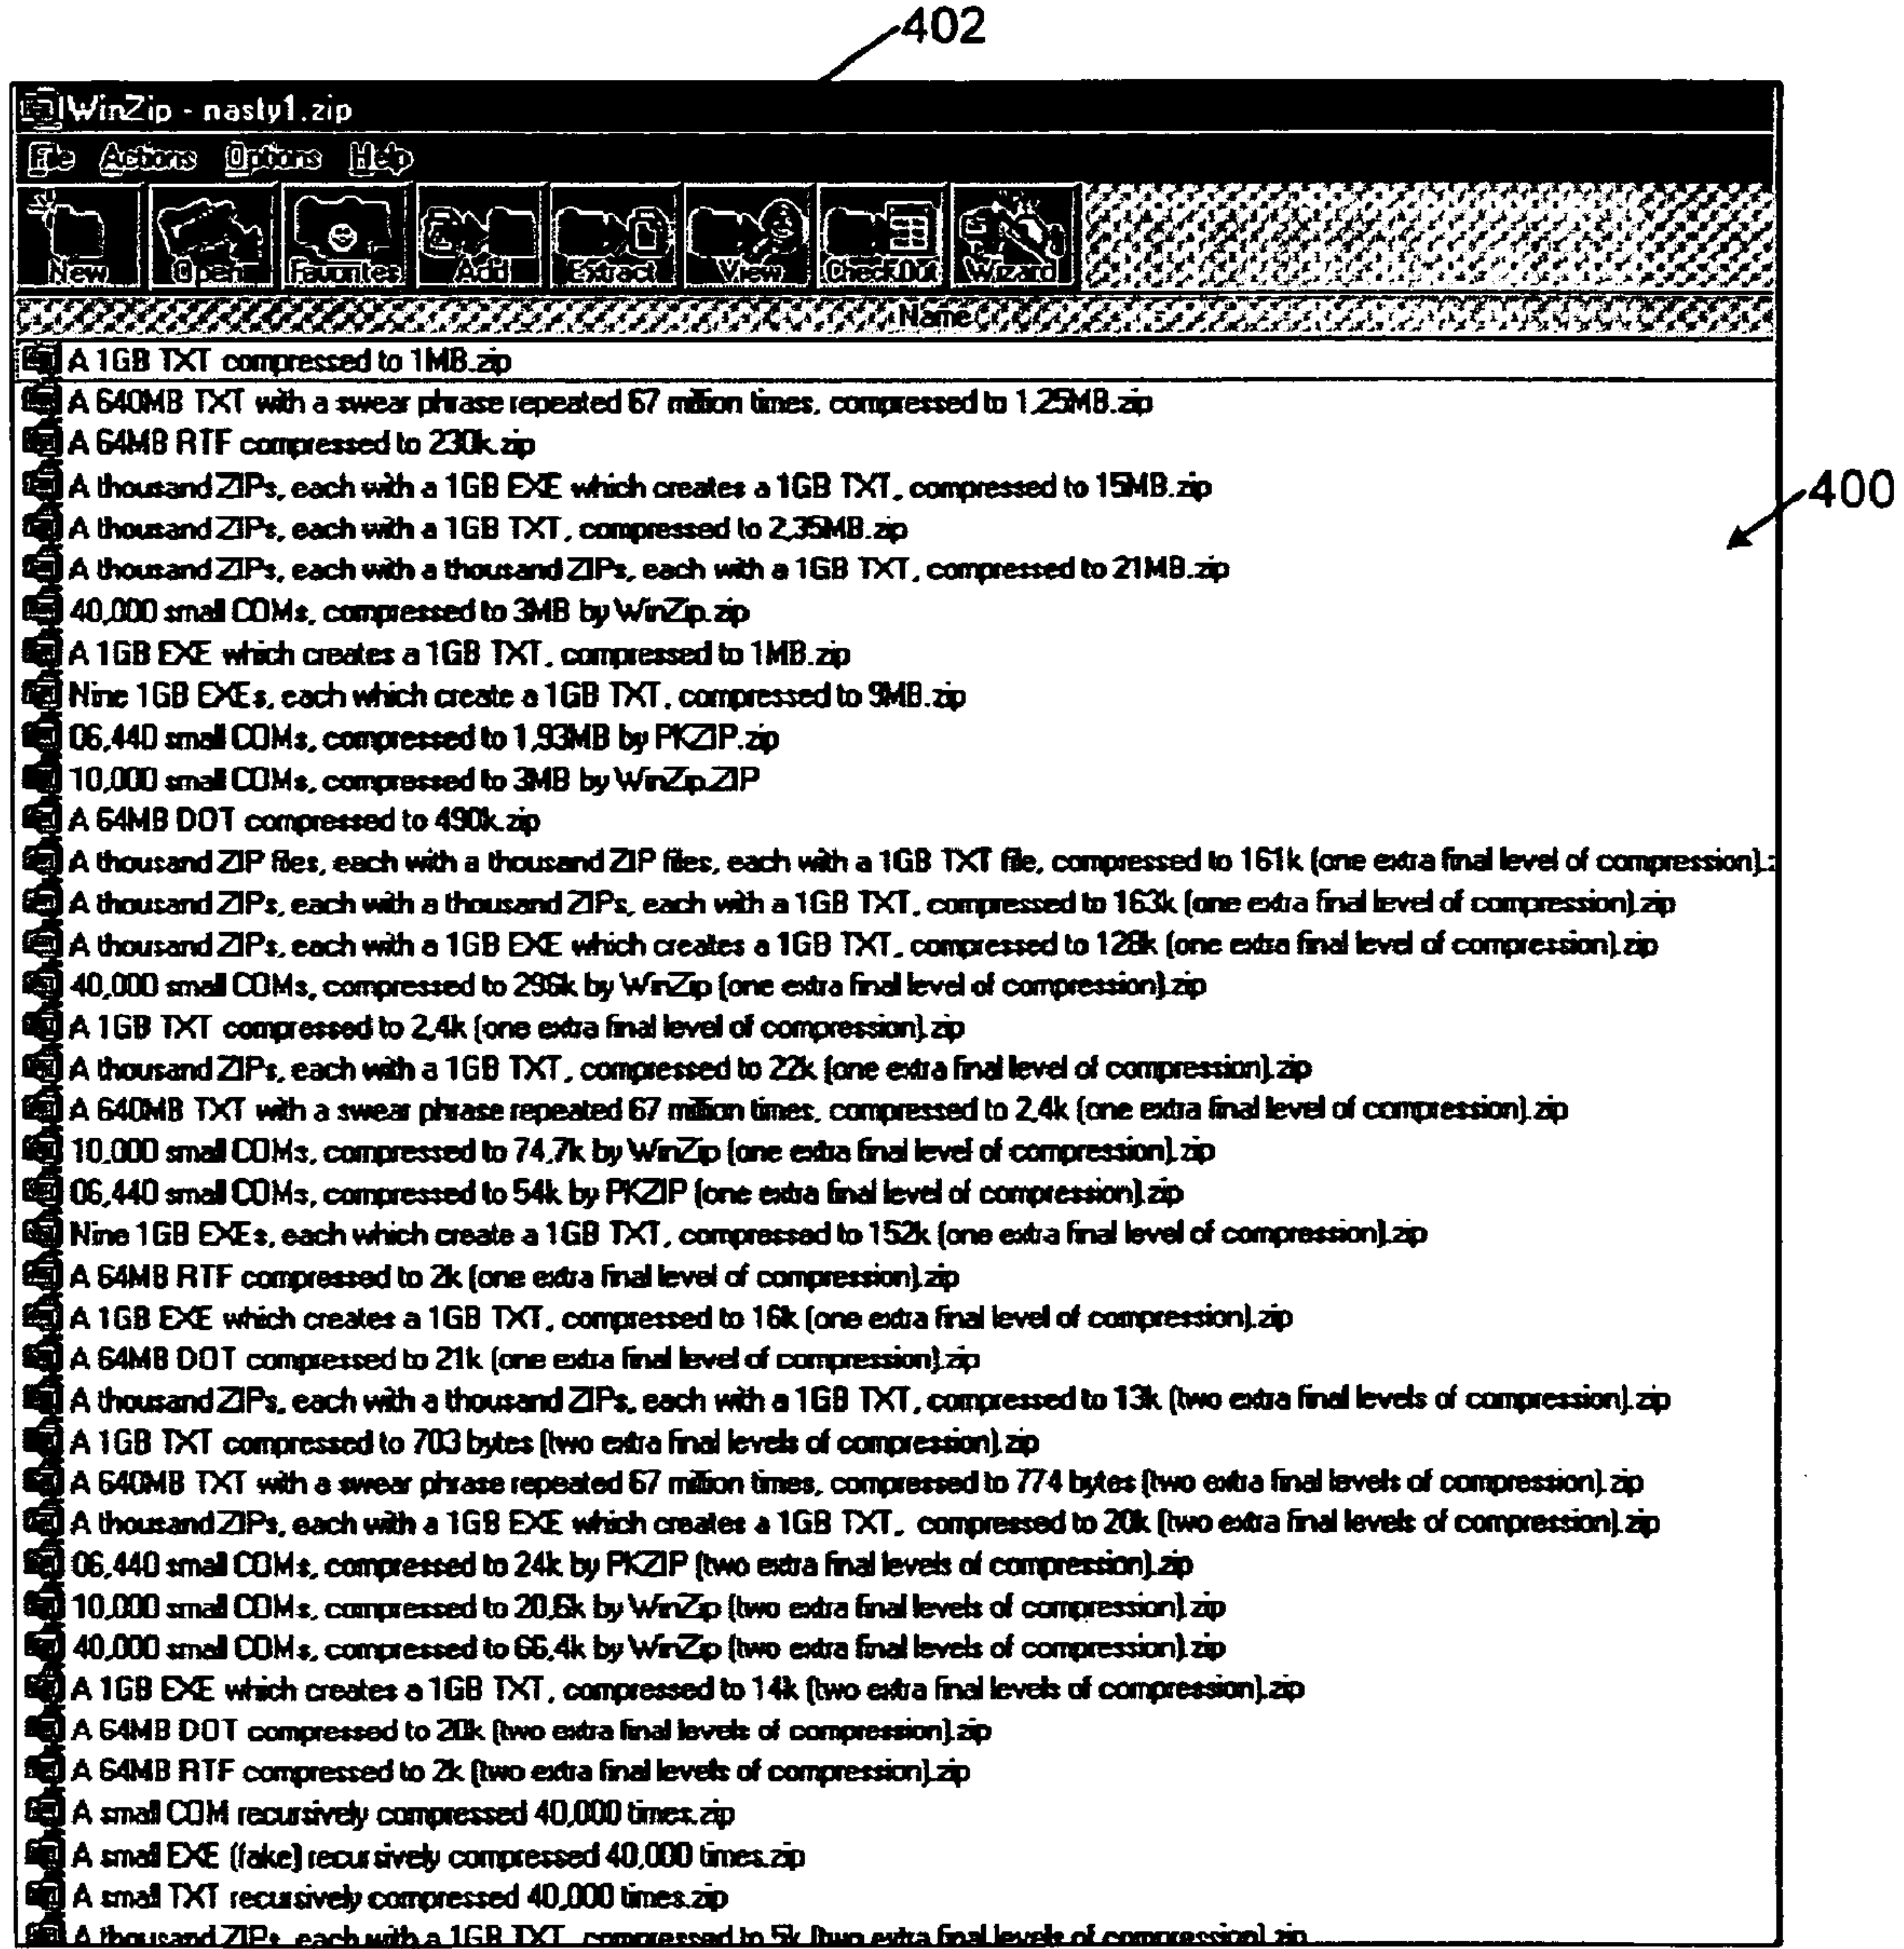 402
WinZip - nasty1.zip
File Actions Options Help
New Open Favorites Add Extract View CheckOut Wizard
Name
A 1GB TXT compressed to 1MB.zip
A 640MB TXT with a swear phrase repeated 67 million times, compressed to 1,25MB.zip
A 64MB RTF compressed to 230k.zip
A thousand ZIPs, each with a 1GB EXE which creates a 1GB TXT, compressed to 15MB.zip
400
A thousand ZIPs, each with a 1GB TXT, compressed to 2,35MB.zip
A thousand ZIPs, each with a thousand ZIPs, each with a 1GB TXT, compressed to 21MB.zip
40,000 small COMs, compressed to 3MB by WinZip.zip
A 1GB EXE which creates a 1GB TXT, compressed to 1MB.zip
Nine 1GB EXEs, each which create a 1GB TXT, compressed to 9MB.zip
06,440 small COMs, compressed to 1,93MB by PKZIP.zip
10,000 small COMs, compressed to 3MB by WinZip.ZIP
A 64MB DOT compressed to 490k.zip
A thousand ZIP files, each with a thousand ZIP files, each with a 1GB TXT file, compressed to 161k (one extra final level of compression).z
A thousand ZIPs, each with a thousand ZIPs, each with a 1GB TXT, compressed to 163k (one extra final level of compression).zip
A thousand ZIPs, each with a 1GB EXE which creates a 1GB TXT, compressed to 128k (one extra final level of compression).zip
40,000 small COMs, compressed to 296k by WinZip (one extra final level of compression).zip
A 1GB TXT compressed to 2,4k (one extra final level of compression).zip
A thousand ZIPs, each with a 1GB TXT, compressed to 22k (one extra final level of compression).zip
A 640MB TXT with a swear phrase repeated 67 million times, compressed to 2,4k (one extra final level of compression).zip
10,000 small COMs, compressed to 74,7k by WinZip (one extra final level of compression).zip
06,440 small COMs, compressed to 54k by PKZIP (one extra final level of compression).zip
Nine 1GB EXEs, each which create a 1GB TXT, compressed to 152k (one extra final level of compression).zip
A 64MB RTF compressed to 2k (one extra final level of compression).zip
A 1GB EXE which creates a 1GB TXT, compressed to 16k (one extra final level of compression).zip
A 64MB DOT compressed to 21k (one extra final level of compression).zip
A thousand ZIPs, each with a thousand ZIPs, each with a 1GB TXT, compressed to 13k (two extra final levels of compression).zip
A 1GB TXT compressed to 703 bytes (two extra final levels of compression).zip
A 640MB TXT with a swear phrase repeated 67 million times, compressed to 774 bytes (two extra final levels of compression).zip
A thousand ZIPs, each with a 1GB EXE which creates a 1GB TXT, compressed to 20k (two extra final levels of compression).zip
06,440 small COMs, compressed to 24k by PKZIP (two extra final levels of compression).zip
10,000 small COMs, compressed to 20,6k by WinZip (two extra final levels of compression).zip
40,000 small COMs, compressed to 66,4k by WinZip (two extra final levels of compression).zip
A 1GB EXE which creates a 1GB TXT, compressed to 14k (two extra final levels of compression).zip
A 64MB DOT compressed to 20k (two extra final levels of compression).zip
A 64MB RTF compressed to 2k (two extra final levels of compression).zip
A small COM recursively compressed 40,000 times.zip
A small EXE (fake) recursively compressed 40,000 times.zip
A small TXT recursively compressed 40,000 times.zip
A thousand ZIPs, each with a 1GB TXT, compressed to 5k (two extra final levels of compression).zip